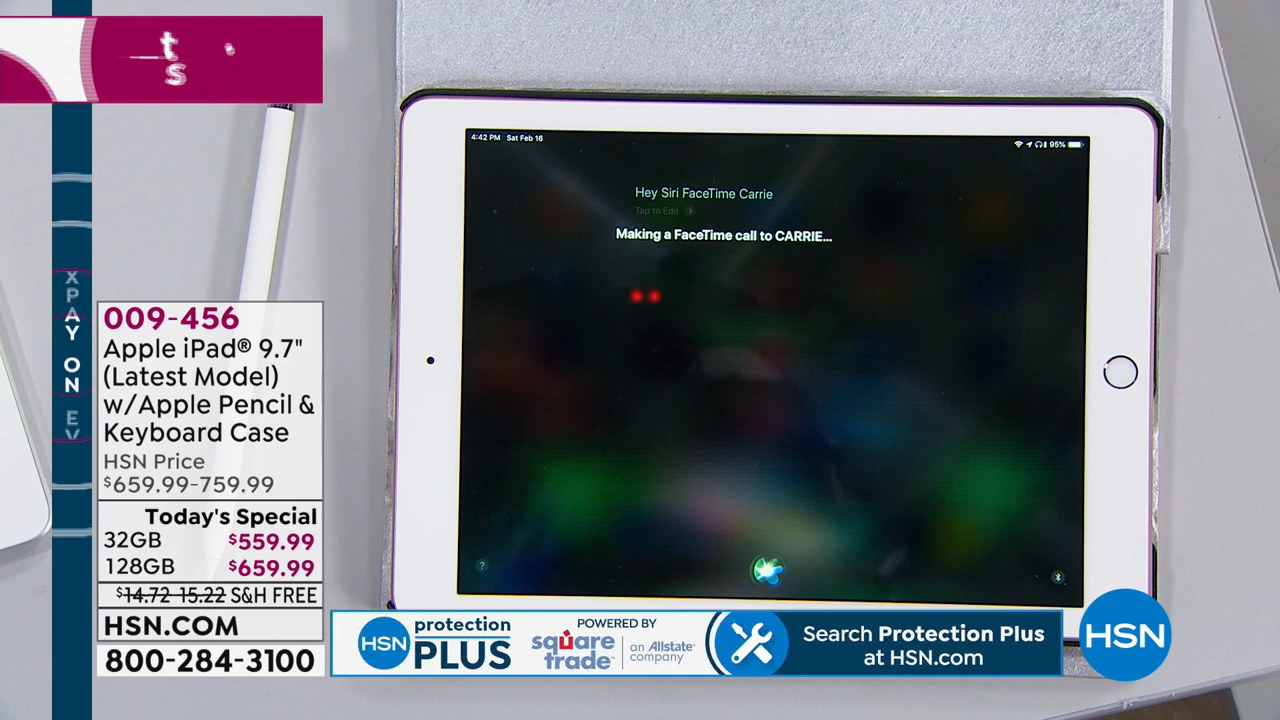 t
s
XPAY ON EV
009-456
Apple iPad® 9.7"
(Latest Model)
w/Apple Pencil &
Keyboard Case
HSN Price
$659.99-759.99
Today's Special
32GB $559.99
128GB $659.99
$14.72-15.22 S&H FREE
HSN.COM
800-284-3100
4:42 PM Sat Feb 16
95%
Hey Siri FaceTime Carrie
Tap to Edit
Making a FaceTime call to CARRIE...
?
HSN protection PLUS
POWERED BY
square trade
an Allstate® company
Search Protection Plus
at HSN.com
HSN